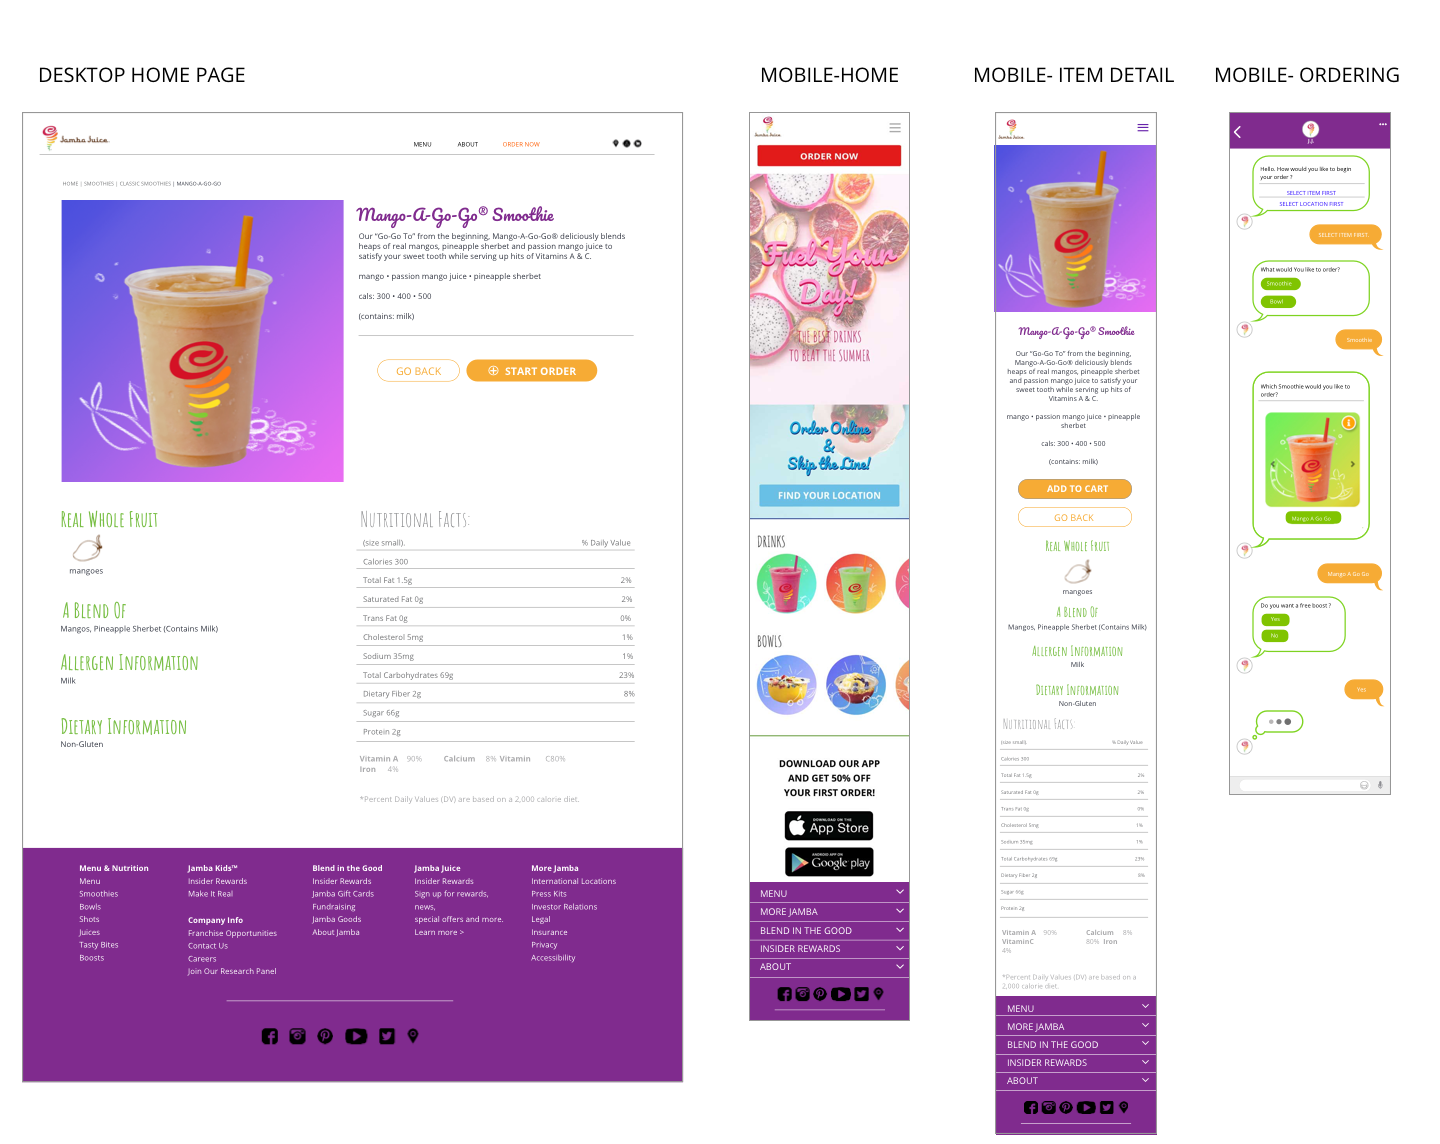 DESKTOP HOME PAGE
MOBILE-HOME
MOBILE- ITEM DETAIL
MOBILE- ORDERING
Jamba Juice
MENU
ABOUT
ORDER NOW
HOME | SMOOTHIES | CLASSIC SMOOTHIES | MANGO-A-GO-GO
Mango-A-Go-Go® Smoothie
Our “Go-Go To” from the beginning, Mango-A-Go-Go® deliciously blends
heaps of real mangos, pineapple sherbet and passion mango juice to
satisfy your sweet tooth while serving up hits of Vitamins A & C.
mango • passion mango juice • pineapple sherbet
cals: 300 • 400 • 500
(contains: milk)
GO BACK
START ORDER
Real Whole Fruit
mangoes
A Blend Of
Mangos, Pineapple Sherbet (Contains Milk)
Allergen Information
Milk
Dietary Information
Non-Gluten
Nutritional Facts:
(size small). % Daily Value
Calories 300
Total Fat 1.5g 2%
Saturated Fat 0g 2%
Trans Fat 0g 0%
Cholesterol 5mg 1%
Sodium 35mg 1%
Total Carbohydrates 69g 23%
Dietary Fiber 2g 8%
Sugar 66g
Protein 2g
Vitamin A 90% Calcium 8% Vitamin C80%
Iron 4%
*Percent Daily Values (DV) are based on a 2,000 calorie diet.
Menu & Nutrition
Menu
Smoothies
Bowls
Shots
Juices
Tasty Bites
Boosts
Jamba Kids™
Insider Rewards
Make It Real
Company Info
Franchise Opportunities
Contact Us
Careers
Join Our Research Panel
Blend in the Good
Insider Rewards
Jamba Gift Cards
Fundraising
Jamba Goods
About Jamba
Jamba Juice
Insider Rewards
Sign up for rewards,
news,
special offers and more.
Learn more >
More Jamba
International Locations
Press Kits
Investor Relations
Legal
Insurance
Privacy
Accessibility
Jamba Juice
ORDER NOW
Fuel Your
Day!
THE BEST DRINKS
TO BEAT THE SUMMER
Order Online
&
Skip the Line!
FIND YOUR LOCATION
DRINKS
BOWLS
DOWNLOAD OUR APP
AND GET 50% OFF
YOUR FIRST ORDER!
DOWNLOAD ON THE
App Store
ANDROID APP ON
Google play
MENU
MORE JAMBA
BLEND IN THE GOOD
INSIDER REWARDS
ABOUT
Jamba Juice
Mango-A-Go-Go® Smoothie
Our “Go-Go To” from the beginning,
Mango-A-Go-Go® deliciously blends
heaps of real mangos, pineapple sherbet
and passion mango juice to satisfy your
sweet tooth while serving up hits of
Vitamins A & C.
mango • passion mango juice • pineapple
sherbet
cals: 300 • 400 • 500
(contains: milk)
ADD TO CART
GO BACK
Real Whole Fruit
mangoes
A Blend Of
Mangos, Pineapple Sherbet (Contains Milk)
Allergen Information
Milk
Dietary Information
Non-Gluten
Nutritional Facts:
(size small). % Daily Value
Calories 300
Total Fat 1.5g 2%
Saturated Fat 0g 2%
Trans Fat 0g 0%
Cholesterol 5mg 1%
Sodium 35mg 1%
Total Carbohydrates 69g 23%
Dietary Fiber 2g 8%
Sugar 66g
Protein 2g
Vitamin A 90% Calcium 8%
VitaminC 80% Iron
4%
*Percent Daily Values (DV) are based on a
2,000 calorie diet.
MENU
MORE JAMBA
BLEND IN THE GOOD
INSIDER REWARDS
ABOUT
Hello. How would you like to begin
your order ?
SELECT ITEM FIRST
SELECT LOCATION FIRST
SELECT ITEM FIRST.
What would You like to order?
Smoothie
Bowl
Smoothie
Which Smoothie would you like to
order?
Mango A Go Go
Mango A Go Go
Do you want a free boost ?
Yes
No
Yes